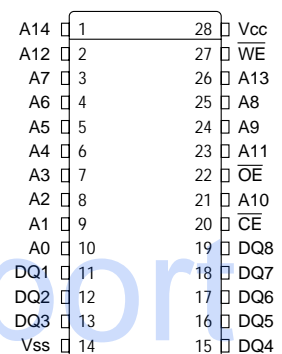 A14 1 28 Vcc
A12 2 27 WE
A7 3 26 A13
A6 4 25 A8
A5 5 24 A9
A4 6 23 A11
A3 7 22 OE
A2 8 21 A10
A1 9 20 CE
A0 10 19 DQ8
DQ1 11 18 DQ7
DQ2 12 17 DQ6
DQ3 13 16 DQ5
Vss 14 15 DQ4
port